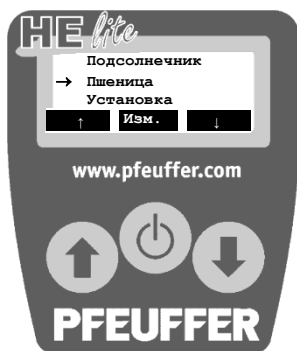 HE lite
Подсолнечник
→ Пшеница
Установка
↑ Изм. ↓
www.pfeuffer.com
PFEUFFER